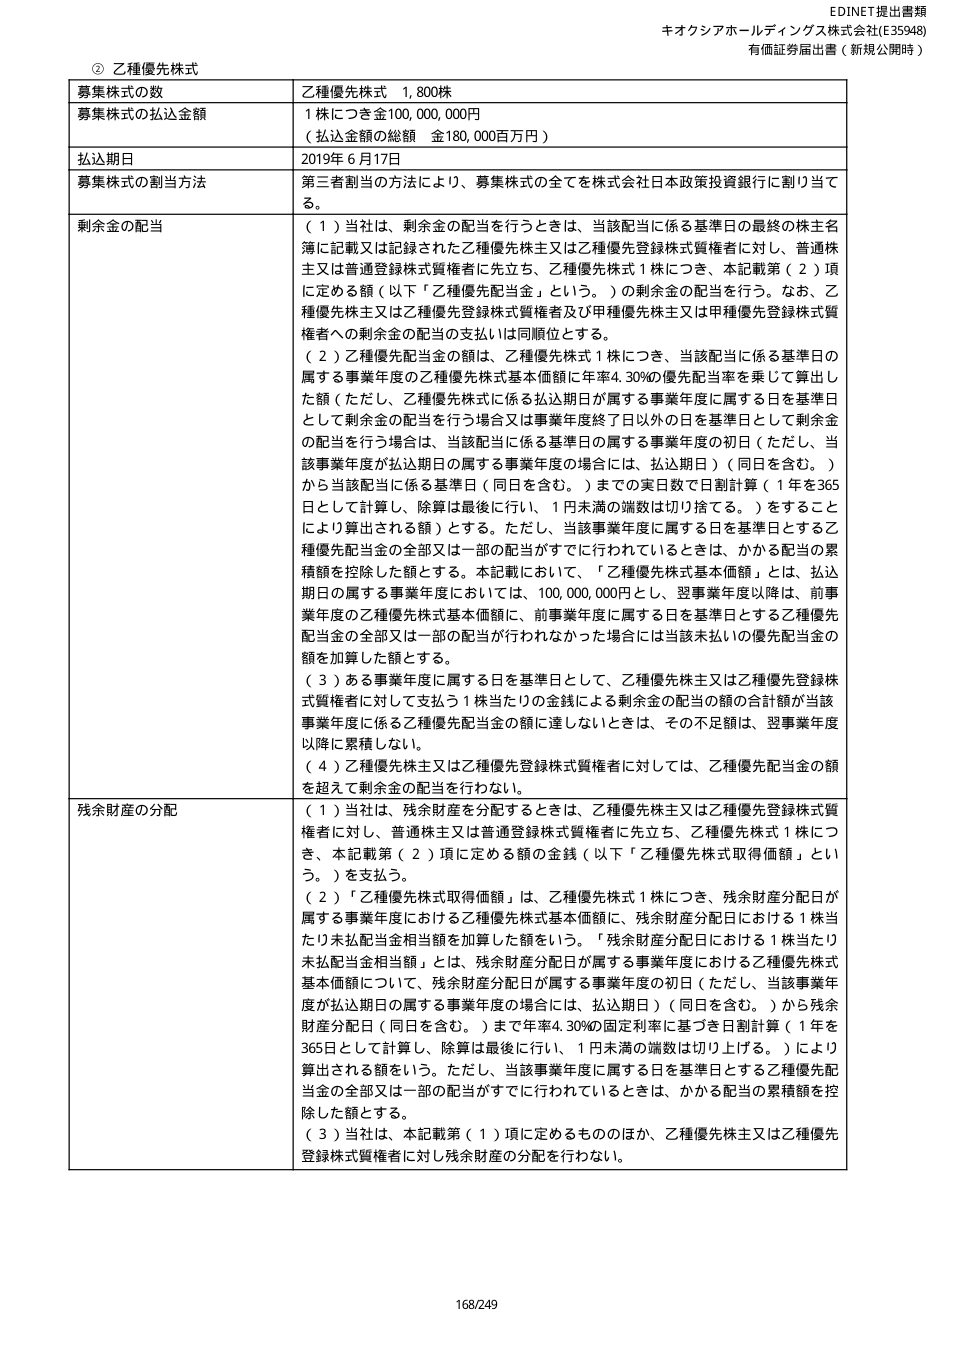 EDINET提出書類
キオクシアホールディングス株式会社(E35948)
有価証券届出書(新規公開時)
② 乙種優先株式
募集株式の数
乙種優先株式　1,800株
募集株式の払込金額
1株につき金100,000,000円
(払込金額の総額　金180,000百万円)
払込期日
2019年6月17日
募集株式の割当方法
第三者割当の方法により、募集株式の全てを株式会社日本政策投資銀行に割り当て
る。
剰余金の配当
(1)当社は、剰余金の配当を行うときは、当該配当に係る基準日の最終の株主名
簿に記載又は記録された乙種優先株主又は乙種優先登録株式質権者に対し、普通株
主又は普通登録株式質権者に先立ち、乙種優先株式1株につき、本記載第(2)項
に定める額(以下「乙種優先配当金」という。)の剰余金の配当を行う。なお、乙
種優先株主又は乙種優先登録株式質権者及び甲種優先株主又は甲種優先登録株式質
権者への剰余金の配当の支払いは同順位とする。
(2)乙種優先配当金の額は、乙種優先株式1株につき、当該配当に係る基準日の
属する事業年度の乙種優先株式基本価額に年率4.30%の優先配当率を乗じて算出し
た額(ただし、乙種優先株式に係る払込期日が属する事業年度に属する日を基準日
として剰余金の配当を行う場合又は事業年度終了日以外の日を基準日として剰余金
の配当を行う場合は、当該配当に係る基準日の属する事業年度の初日(ただし、当
該事業年度が払込期日の属する事業年度の場合には、払込期日)(同日を含む。)
から当該配当に係る基準日(同日を含む。)までの実日数で日割計算(1年を365
日として計算し、除算は最後に行い、1円未満の端数は切り捨てる。)をすること
により算出される額)とする。ただし、当該事業年度に属する日を基準日とする乙
種優先配当金の全部又は一部の配当がすでに行われているときは、かかる配当の累
積額を控除した額とする。本記載において、「乙種優先株式基本価額」とは、払込
期日の属する事業年度においては、100,000,000円とし、翌事業年度以降は、前事
業年度の乙種優先株式基本価額に、前事業年度に属する日を基準日とする乙種優先
配当金の全部又は一部の配当が行われなかった場合には当該未払いの優先配当金の
額を加算した額とする。
(3)ある事業年度に属する日を基準日として、乙種優先株主又は乙種優先登録株
式質権者に対して支払う1株当たりの金銭による剰余金の配当の額の合計額が当該
事業年度に係る乙種優先配当金の額に達しないときは、その不足額は、翌事業年度
以降に累積しない。
(4)乙種優先株主又は乙種優先登録株式質権者に対しては、乙種優先配当金の額
を超えて剰余金の配当を行わない。
残余財産の分配
(1)当社は、残余財産を分配するときは、乙種優先株主又は乙種優先登録株式質
権者に対し、普通株主又は普通登録株式質権者に先立ち、乙種優先株式1株につ
き、本記載第(2)項に定める額の金銭(以下「乙種優先株式取得価額」とい
う。)を支払う。
(2)「乙種優先株式取得価額」は、乙種優先株式1株につき、残余財産分配日が
属する事業年度における乙種優先株式基本価額に、残余財産分配日における1株当
たり未払配当金相当額を加算した額をいう。「残余財産分配日における1株当たり
未払配当金相当額」とは、残余財産分配日が属する事業年度における乙種優先株式
基本価額について、残余財産分配日が属する事業年度の初日(ただし、当該事業年
度が払込期日の属する事業年度の場合には、払込期日)(同日を含む。)から残余
財産分配日(同日を含む。)まで年率4.30%の固定利率に基づき日割計算(1年を
365日として計算し、除算は最後に行い、1円未満の端数は切り上げる。)により
算出される額をいう。ただし、当該事業年度に属する日を基準日とする乙種優先配
当金の全部又は一部の配当がすでに行われているときは、かかる配当の累積額を控
除した額とする。
(3)当社は、本記載第(1)項に定めるもののほか、乙種優先株主又は乙種優先
登録株式質権者に対し残余財産の分配を行わない。
168/249